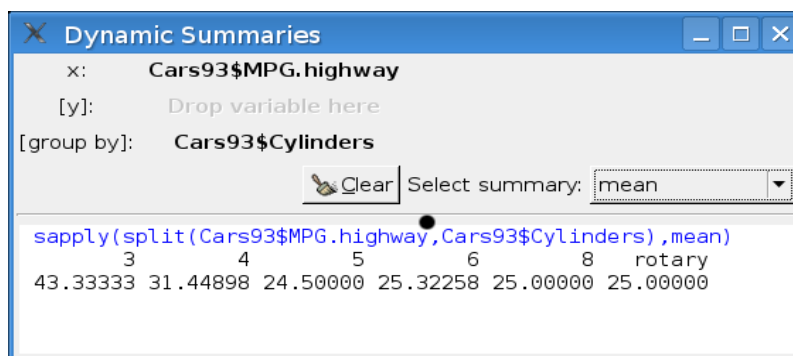 Dynamic Summaries
x: Cars93$MPG.highway
[y]: Drop variable here
[group by]: Cars93$Cylinders
Clear Select summary: mean
sapply(split(Cars93$MPG.highway,Cars93$Cylinders),mean)
3 4 5 6 8 rotary
43.33333 31.44898 24.50000 25.32258 25.00000 25.00000